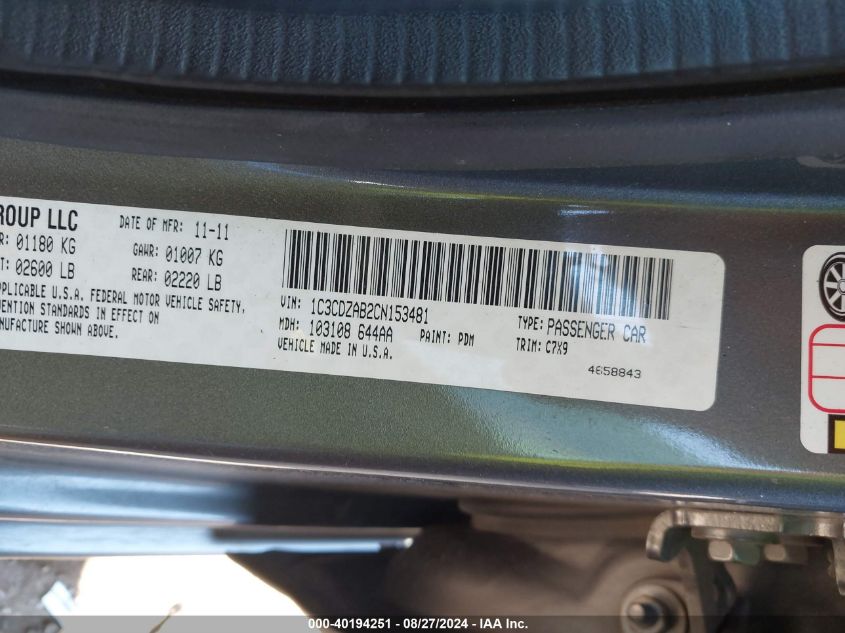 ROUP LLC
DATE OF MFR: 11-11
R: 01180 KG
GAWR: 01007 KG
T: 02600 LB
REAR: 02220 LB
APPLICABLE U.S.A. FEDERAL MOTOR VEHICLE SAFETY,
VENTION STANDARDS IN EFFECT ON
NUFACTURE SHOWN ABOVE.
VIN: 1C3CDZAB2CN153481
TYPE: PASSENGER CAR
MDH: 103108 644AA
PAINT: PDM
TRIM: C7X9
VEHICLE MADE IN U.S.A.
4658843
000-40194251 - 08/27/2024 - IAA Inc.